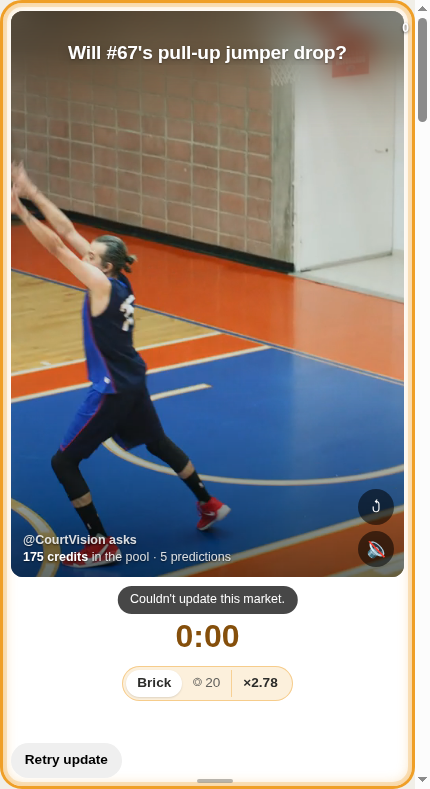 Will #67's pull-up jumper drop?
@CourtVision asks
175 credits in the pool · 5 predictions
Couldn't update this market.
0:00
Brick 20 ×2.78
Retry update